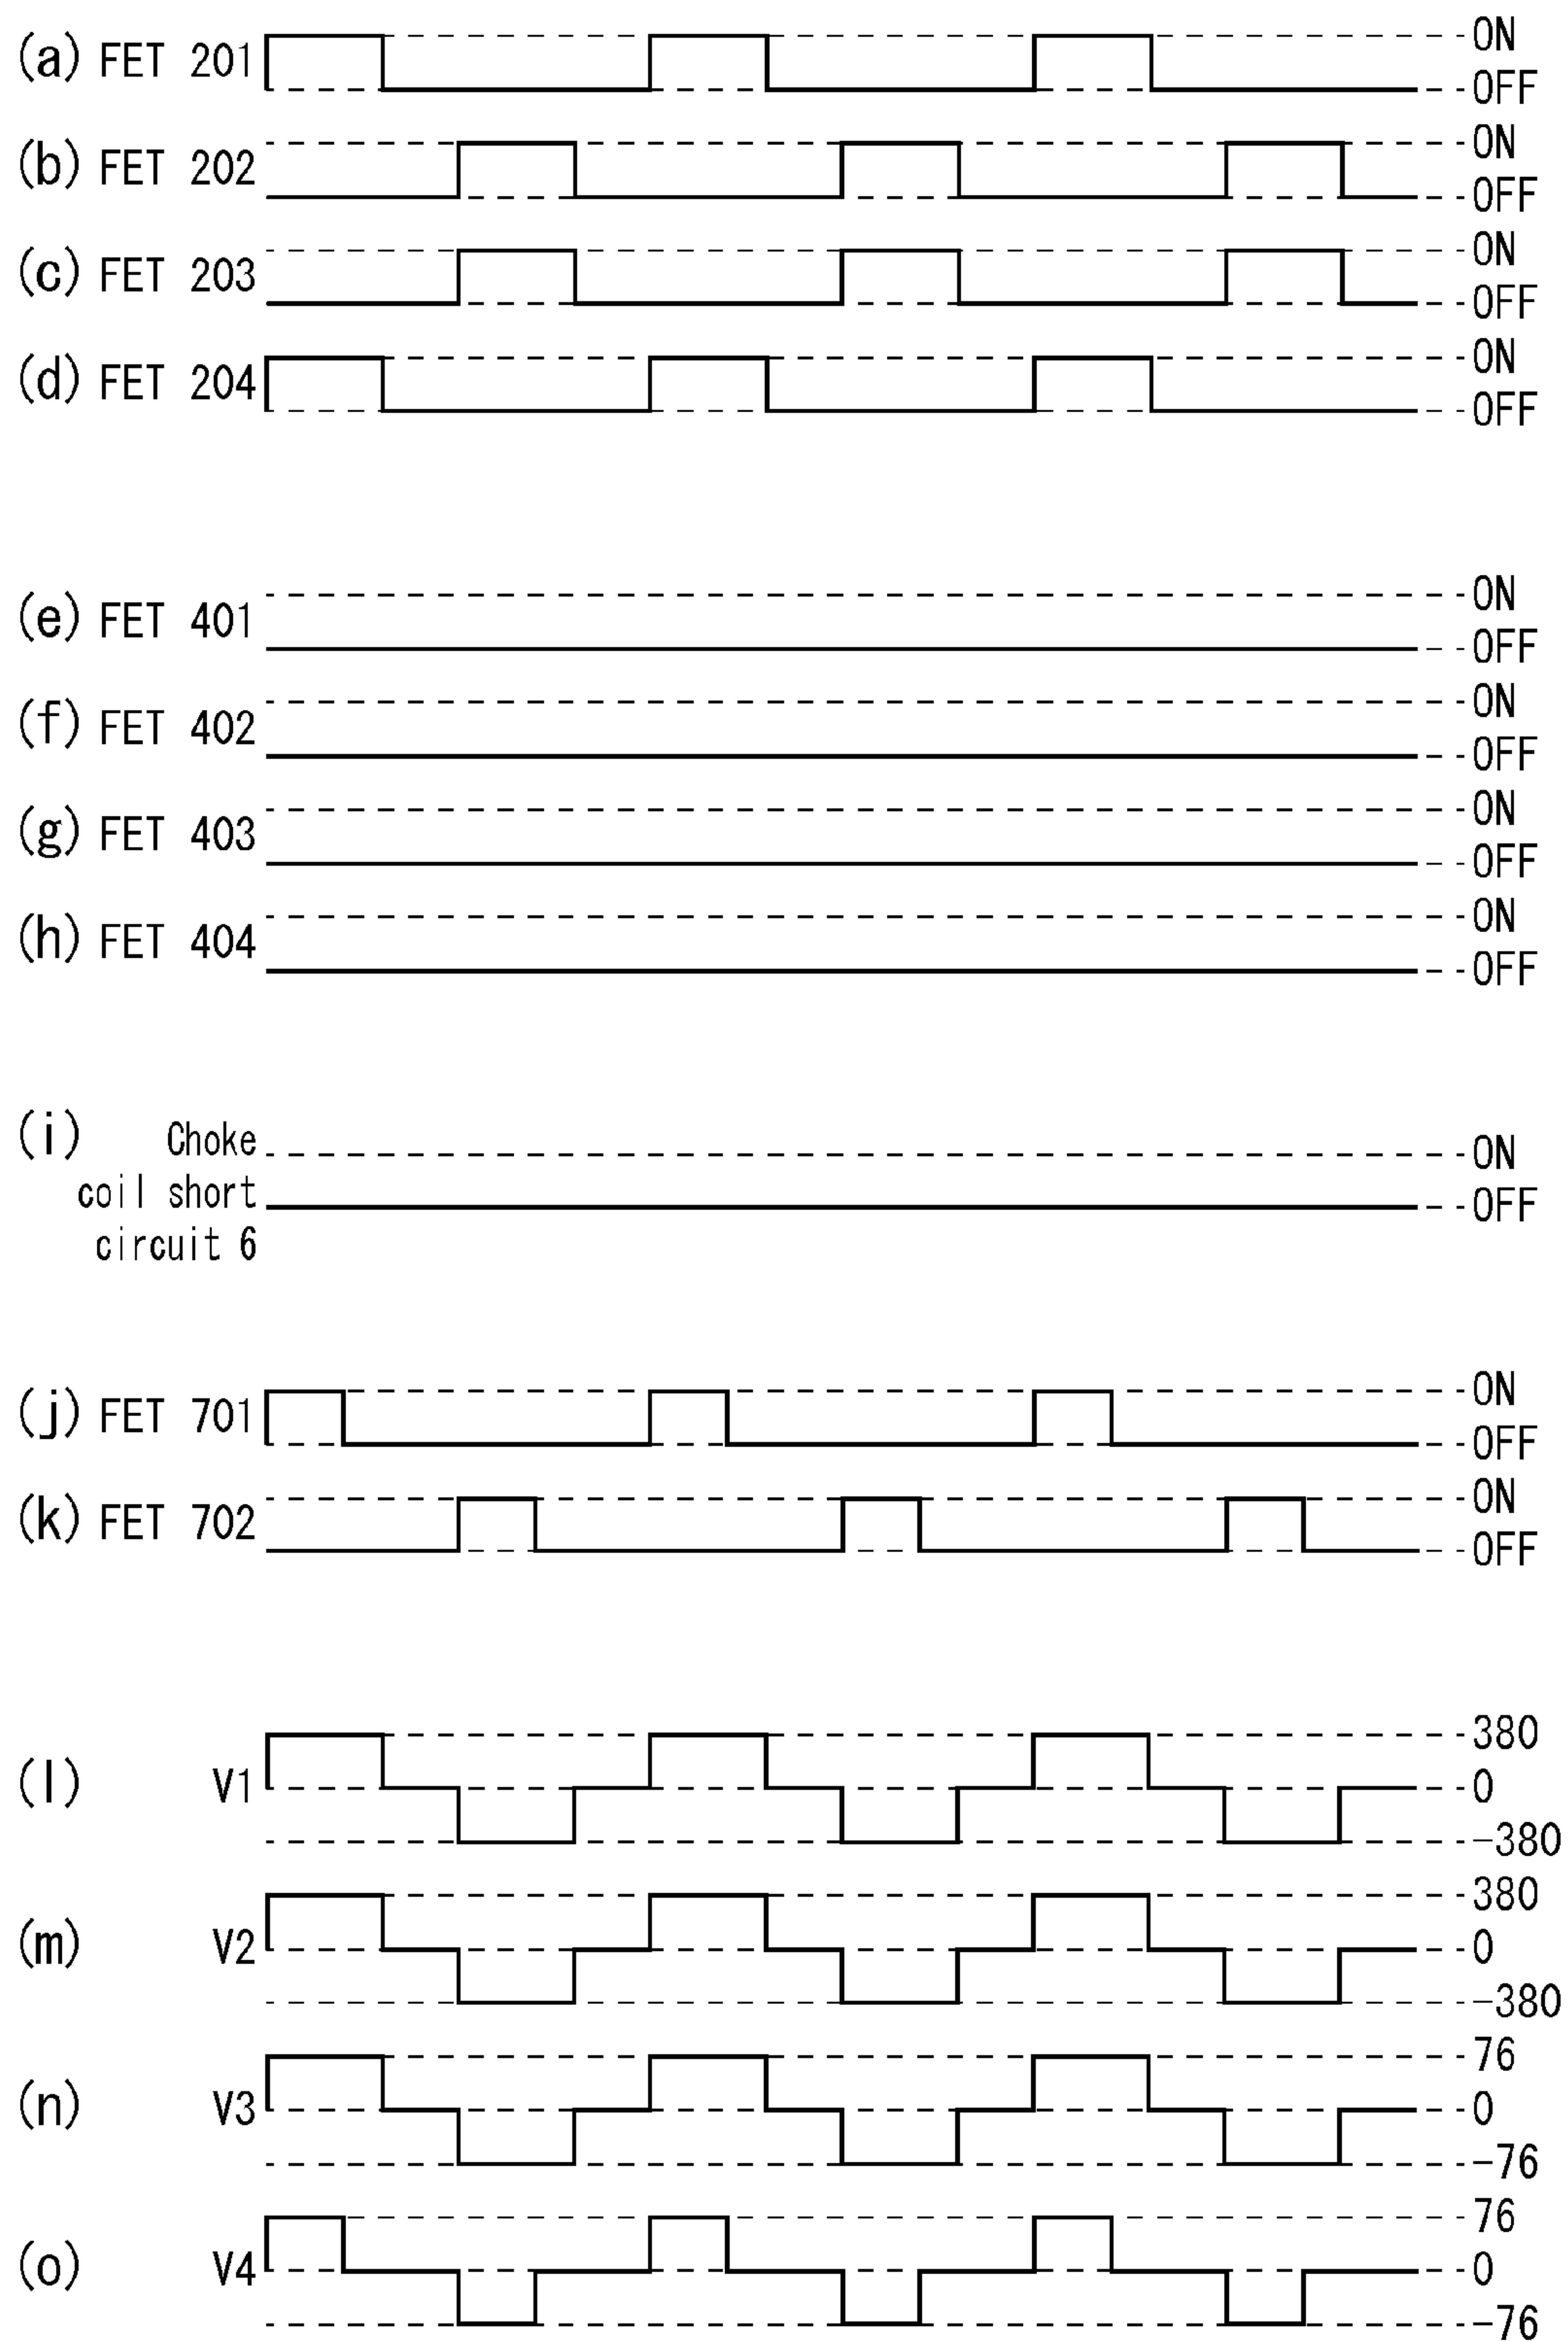 (a) FET 201 ON
OFF
(b) FET 202 ON
OFF
(c) FET 203 ON
OFF
(d) FET 204 ON
OFF
(e) FET 401 ON
OFF
(f) FET 402 ON
OFF
(g) FET 403 ON
OFF
(h) FET 404 ON
OFF
(i) Choke ON
coil short OFF
circuit 6
(j) FET 701 ON
OFF
(k) FET 702 ON
OFF
380
(l) V1 0
-380
380
(m) V2 0
-380
76
(n) V3 0
-76
76
(o) V4 0
-76